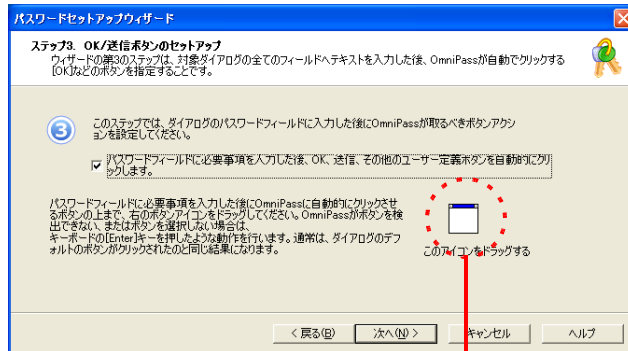 パスワードセットアップウィザード
ステップ3. OK/送信ボタンのセットアップ
ウィザードの第3のステップは、対象ダイアログの全てのフィールドへテキストを入力した後、OmniPassが自動でクリックする
[OK]などのボタンを指定することです。
3
このステップでは、ダイアログのパスワードフィールドに入力した後にOmniPassが取るべきボタンアクシ
ョンを設定してください。
パスワードフィールドに必要事項を入力した後、OK、送信、その他のユーザー定義ボタンを自動的にクリ
ックします。
パスワードフィールドに必要事項を入力した後にOmniPassに自動的にクリックさせ
るボタンの上まで、右のボタンアイコンをドラッグしてください。OmniPassがボタンを検
出できない、またはボタンを選択しない場合は、
キーボードの[Enter]キーを押したような動作を行います。通常は、ダイアログのデフ
ォルトのボタンがクリックされたのと同じ結果になります。
このアイコンをドラッグする
< 戻る(B)
次へ(N) >
キャンセル
ヘルプ